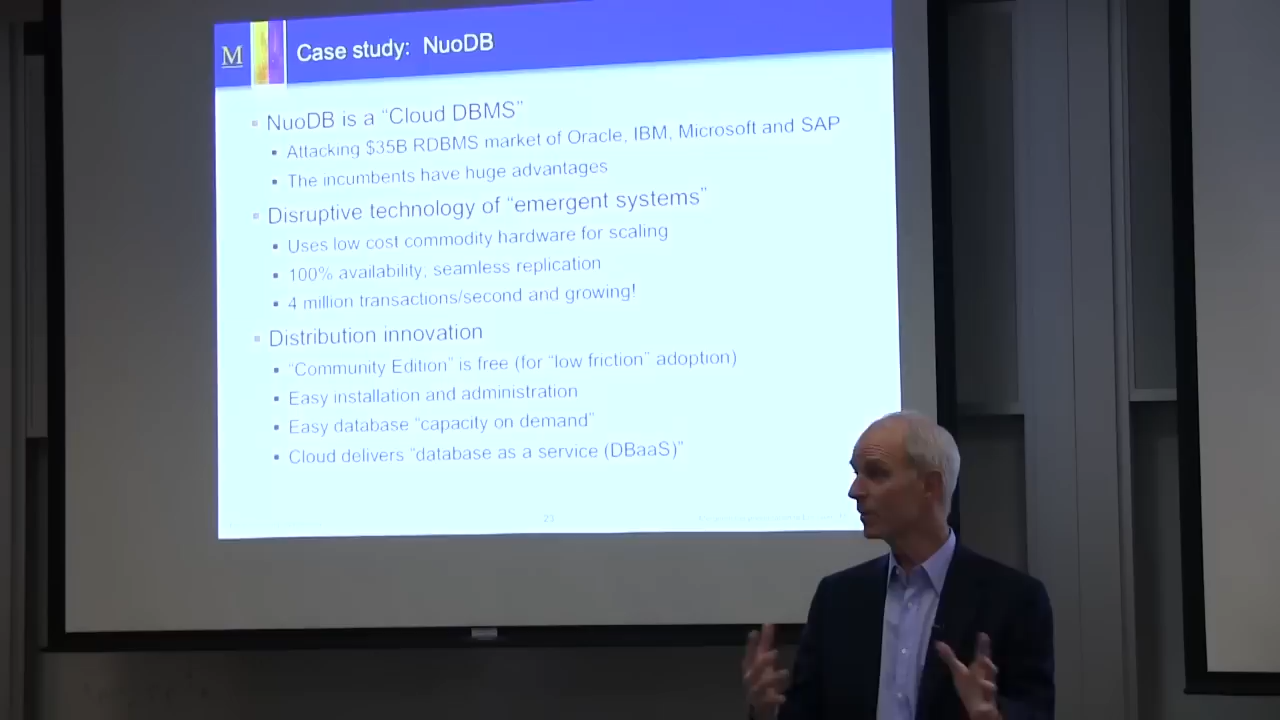 M
Case study: NuoDB
NuoDB is a “Cloud DBMS”
Attacking $35B RDBMS market of Oracle, IBM, Microsoft and SAP
The incumbents have huge advantages
Disruptive technology of “emergent systems”
Uses low cost commodity hardware for scaling
100% availability; seamless replication
4 million transactions/second and growing!
Distribution innovation
“Community Edition” is free (for “low friction” adoption)
Easy installation and administration
Easy database “capacity on demand”
Cloud delivers “database as a service (DBaaS)”